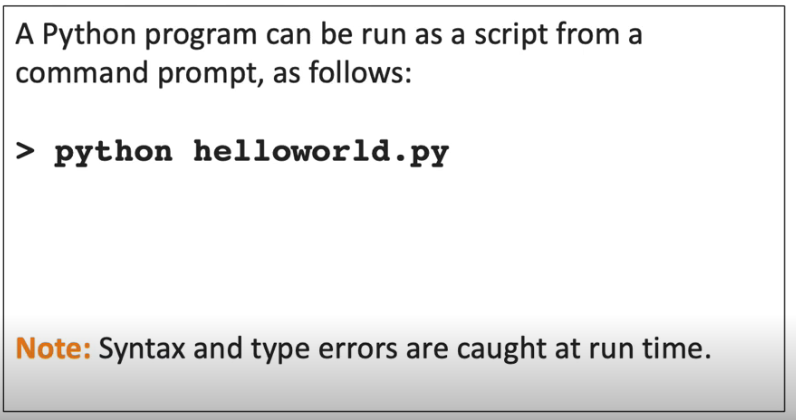 A Python program can be run as a script from a
command prompt, as follows:
> python helloworld.py
Note: Syntax and type errors are caught at run time.